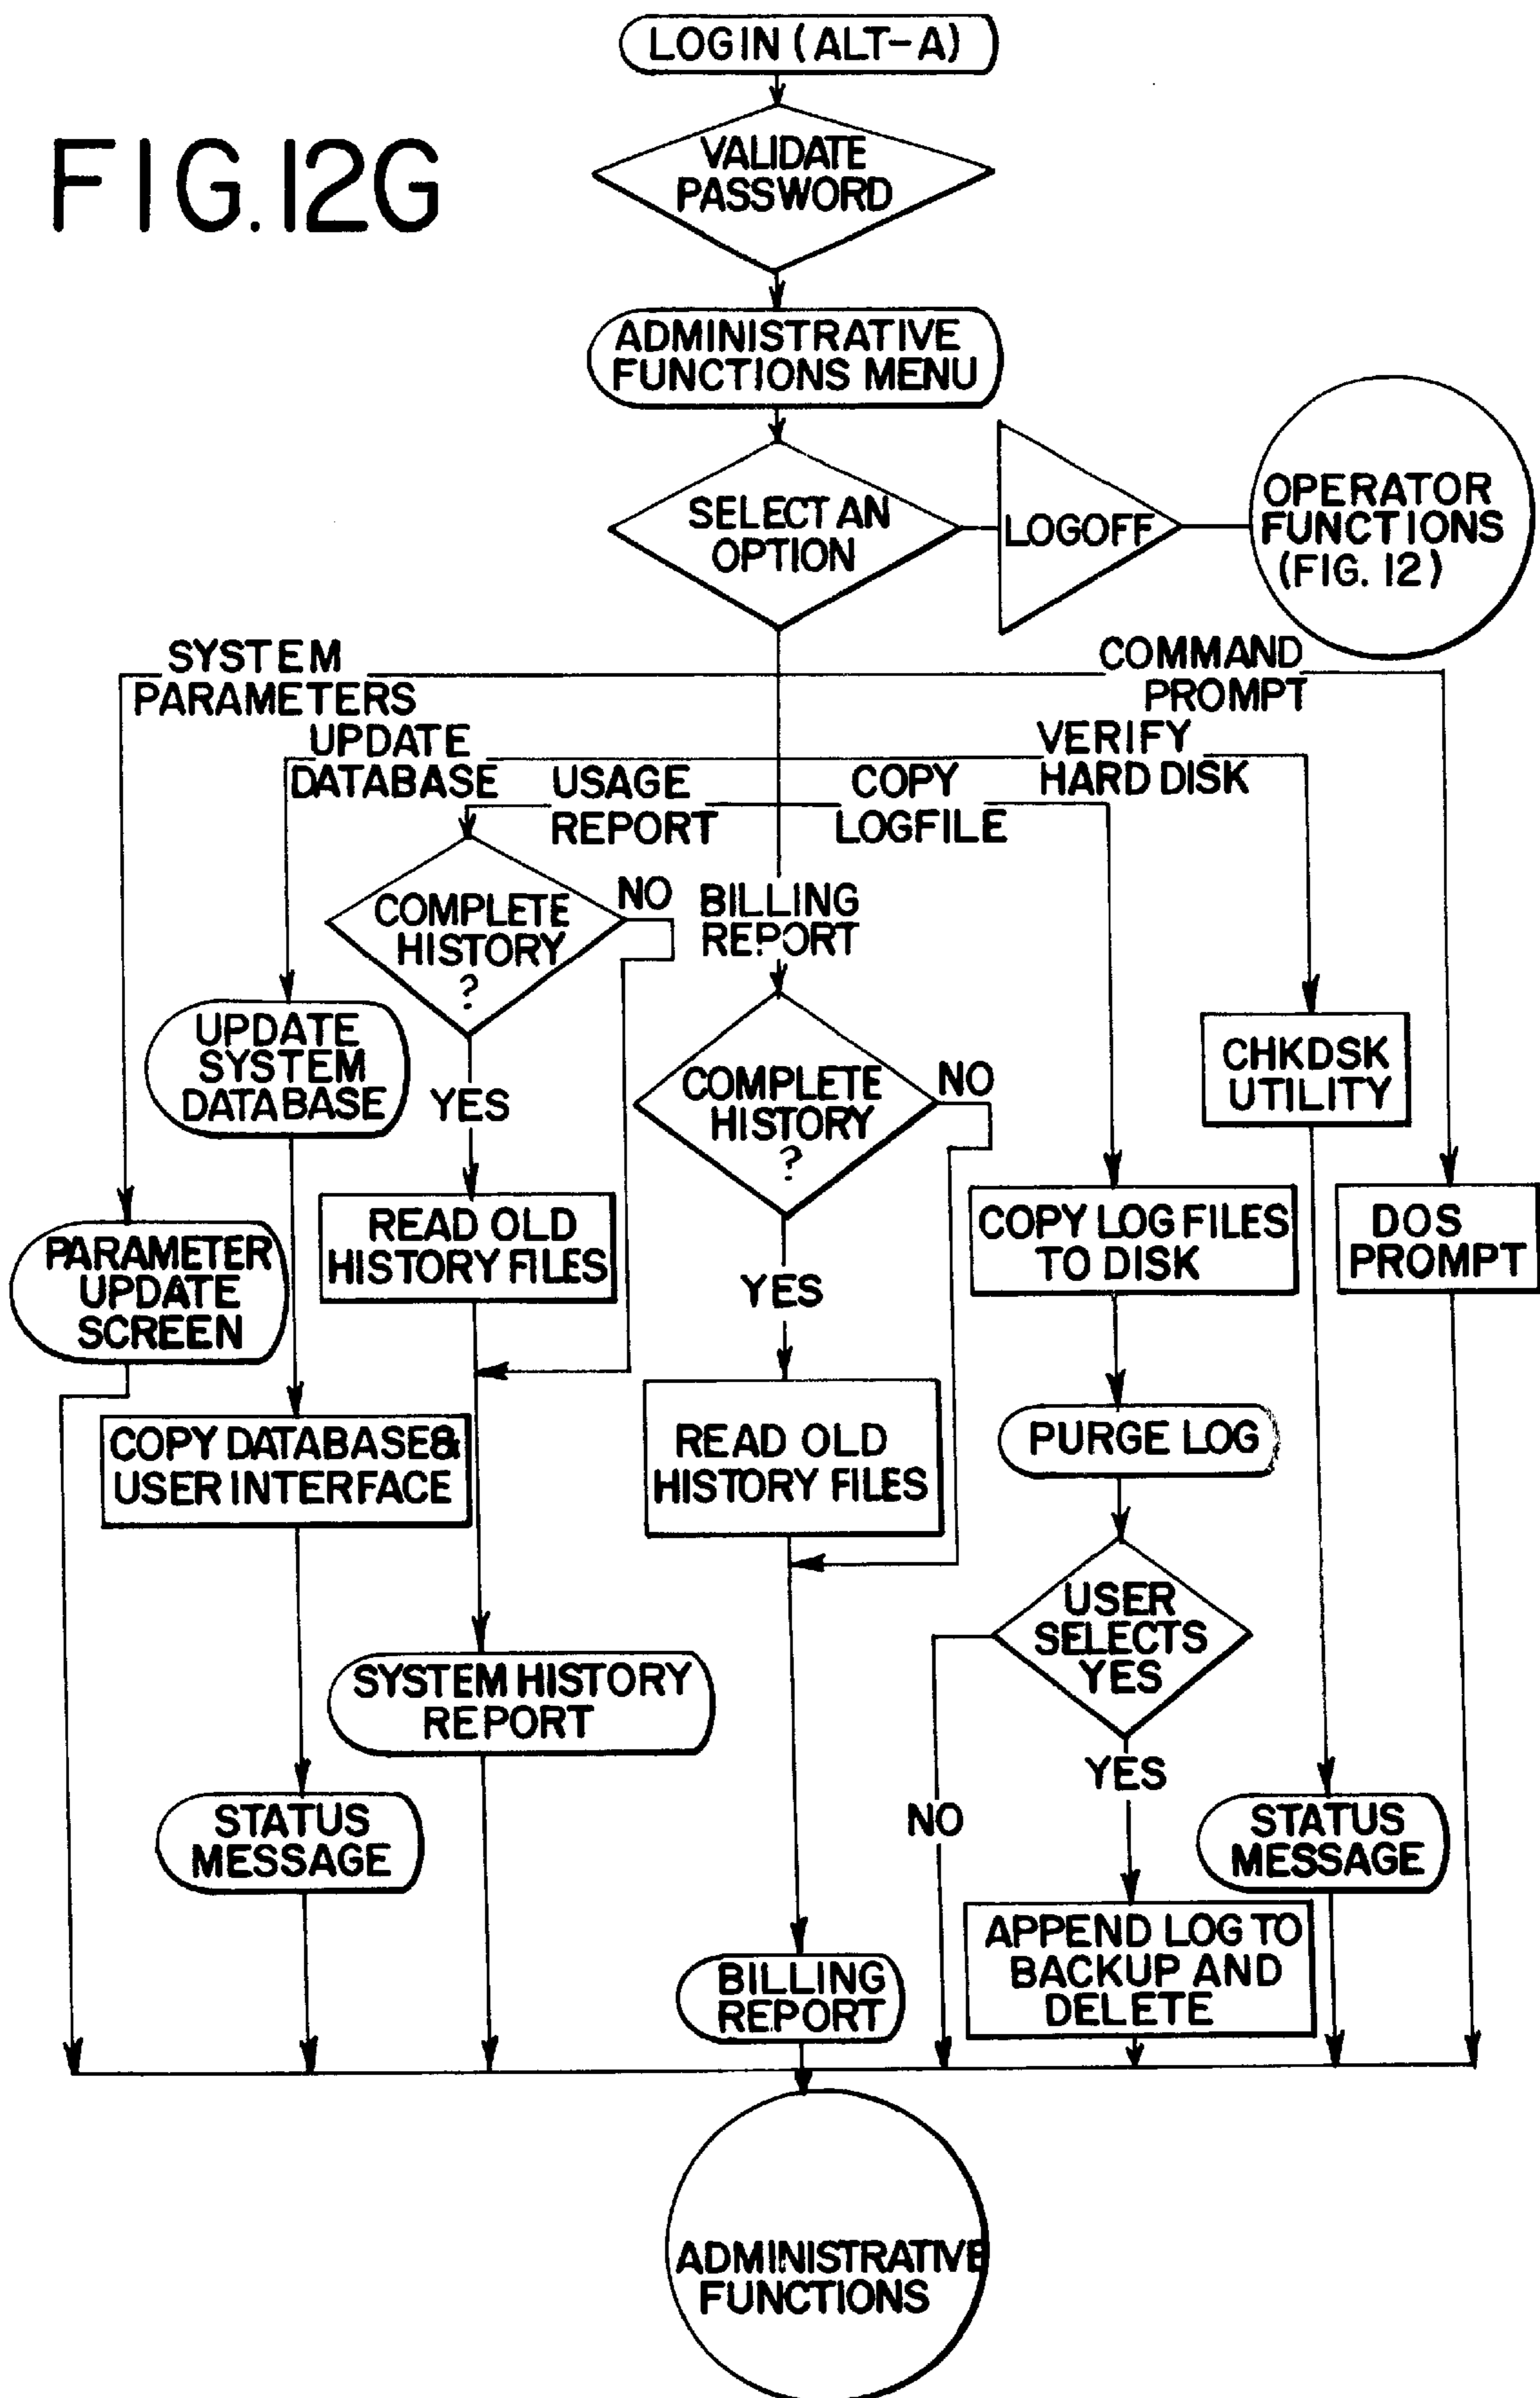 LOGIN (ALT-A)
FIG. 12G
VALIDATE
PASSWORD
ADMINISTRATIVE
FUNCTIONS MENU
SELECT AN
OPTION
LOGOFF
OPERATOR
FUNCTIONS
(FIG. 12)
SYSTEM
PARAMETERS
COMMAND
PROMPT
UPDATE
DATABASE
VERIFY
HARD DISK
USAGE
REPORT
COPY
LOGFILE
COMPLETE
HISTORY
?
NO
BILLING
REPORT
UPDATE
SYSTEM
DATABASE
YES
COMPLETE
HISTORY
?
NO
CHKDSK
UTILITY
PARAMETER
UPDATE
SCREEN
READ OLD
HISTORY FILES
YES
COPY LOG FILES
TO DISK
DOS
PROMPT
COPY DATABASE &
USER INTERFACE
READ OLD
HISTORY FILES
PURGE LOG
SYSTEM HISTORY
REPORT
USER
SELECTS
YES
YES
NO
STATUS
MESSAGE
STATUS
MESSAGE
BILLING
REPORT
APPEND LOG TO
BACKUP AND
DELETE
ADMINISTRATIVE
FUNCTIONS